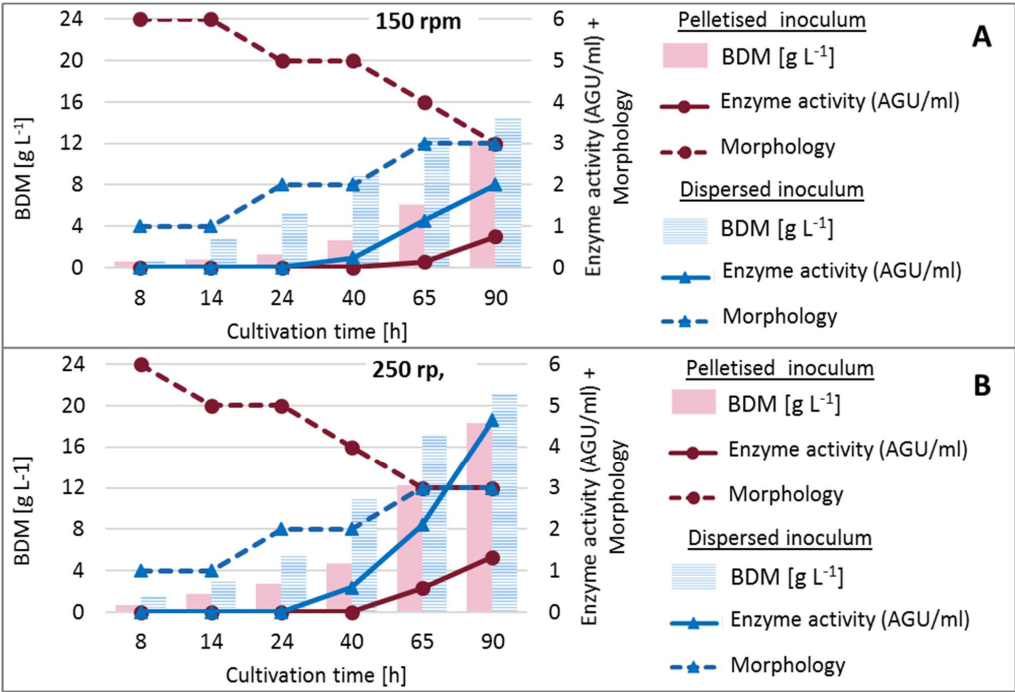 150 rpm
A
24
20
16
12
8
4
0
BDM [g L-1]
6
5
4
3
2
1
0
Enzyme activity (AGU/ml) +
Morphology
8 14 24 40 65 90
Cultivation time [h]
Pelletised inoculum
BDM [g L-1]
Enzyme activity (AGU/ml)
Morphology
Dispersed inoculum
BDM [g L-1]
Enzyme activity (AGU/ml)
Morphology
250 rp,
B
24
20
16
12
8
4
0
BDM [g L-1]
6
5
4
3
2
1
0
Enzyme activity (AGU/ml) +
Morphology
8 14 24 40 65 90
Cultivation time [h]
Pelletised inoculum
BDM [g L-1]
Enzyme activity (AGU/ml)
Morphology
Dispersed inoculum
BDM [g L-1]
Enzyme activity (AGU/ml)
Morphology